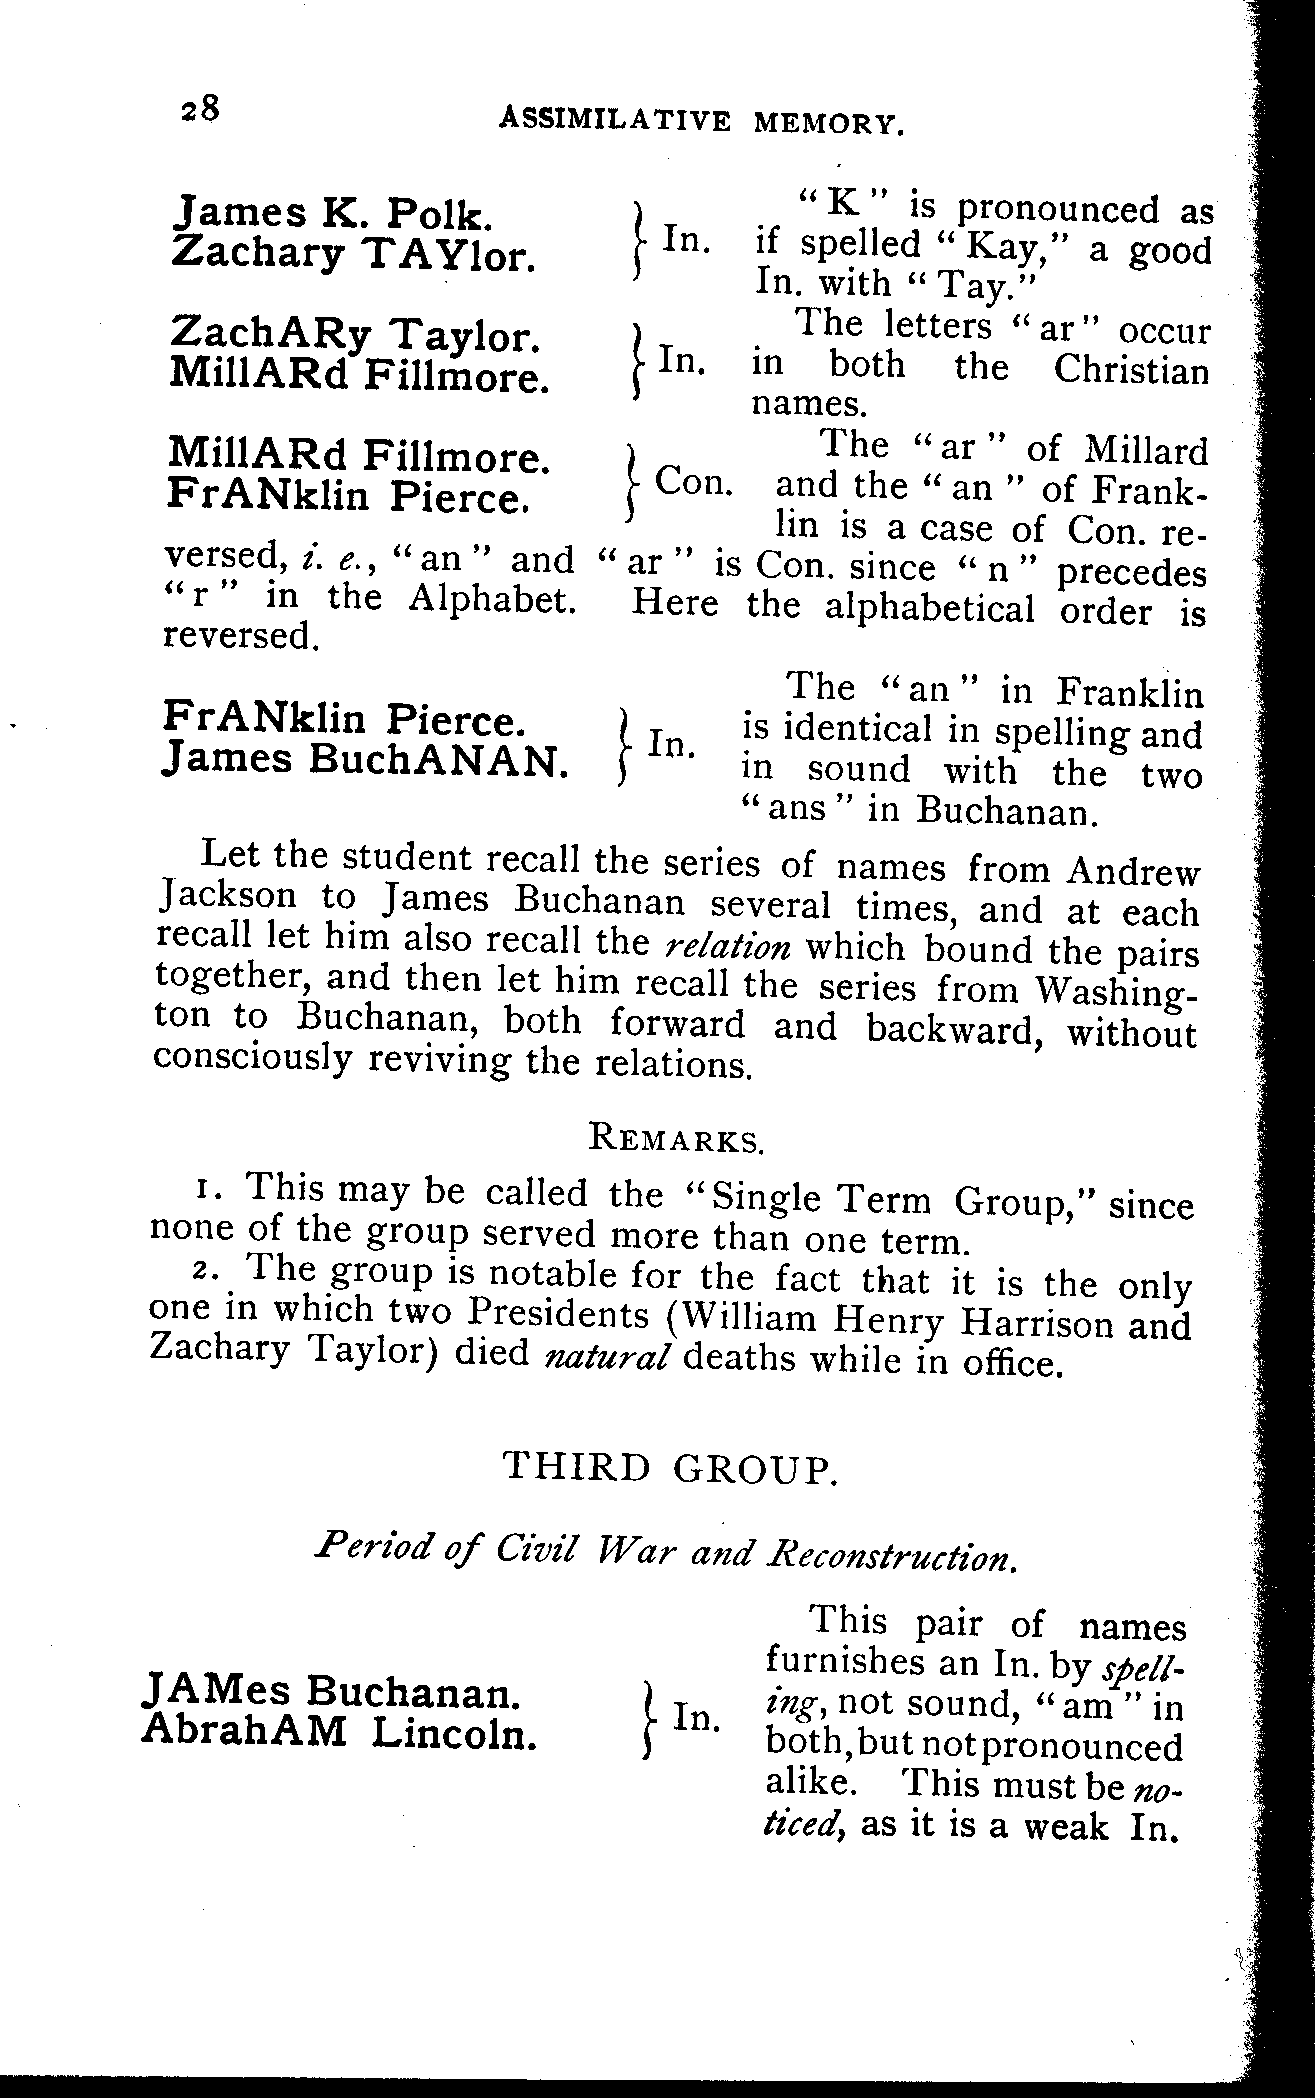 28 ASSIMILATIVE MEMORY.
James K. Polk.
Zachary TAYlor.
} In.
“ K ” is pronounced as
if spelled “ Kay,” a good
In. with “ Tay.”
ZachARy Taylor.
MillARd Fillmore.
} In.
The letters “ ar ” occur
in both the Christian
names.
MillARd Fillmore.
FrANklin Pierce.
} Con.
The “ ar ” of Millard
and the “ an ” of Frank-
lin is a case of Con. re-
versed, i. e., “ an ” and “ ar ” is Con. since “ n ” precedes
“ r ” in the Alphabet. Here the alphabetical order is
reversed.
FrANklin Pierce.
James BuchANAN.
} In.
The “ an ” in Franklin
is identical in spelling and
in sound with the two
“ ans ” in Buchanan.
Let the student recall the series of names from Andrew
Jackson to James Buchanan several times, and at each
recall let him also recall the relation which bound the pairs
together, and then let him recall the series from Washing-
ton to Buchanan, both forward and backward, without
consciously reviving the relations.
REMARKS.
1. This may be called the “Single Term Group,” since
none of the group served more than one term.
2. The group is notable for the fact that it is the only
one in which two Presidents (William Henry Harrison and
Zachary Taylor) died natural deaths while in office.
THIRD GROUP.
Period of Civil War and Reconstruction.
JAMes Buchanan.
AbrahAM Lincoln.
} In.
This pair of names
furnishes an In. by spell-
ing, not sound, “ am ” in
both, but not pronounced
alike. This must be no-
ticed, as it is a weak In.